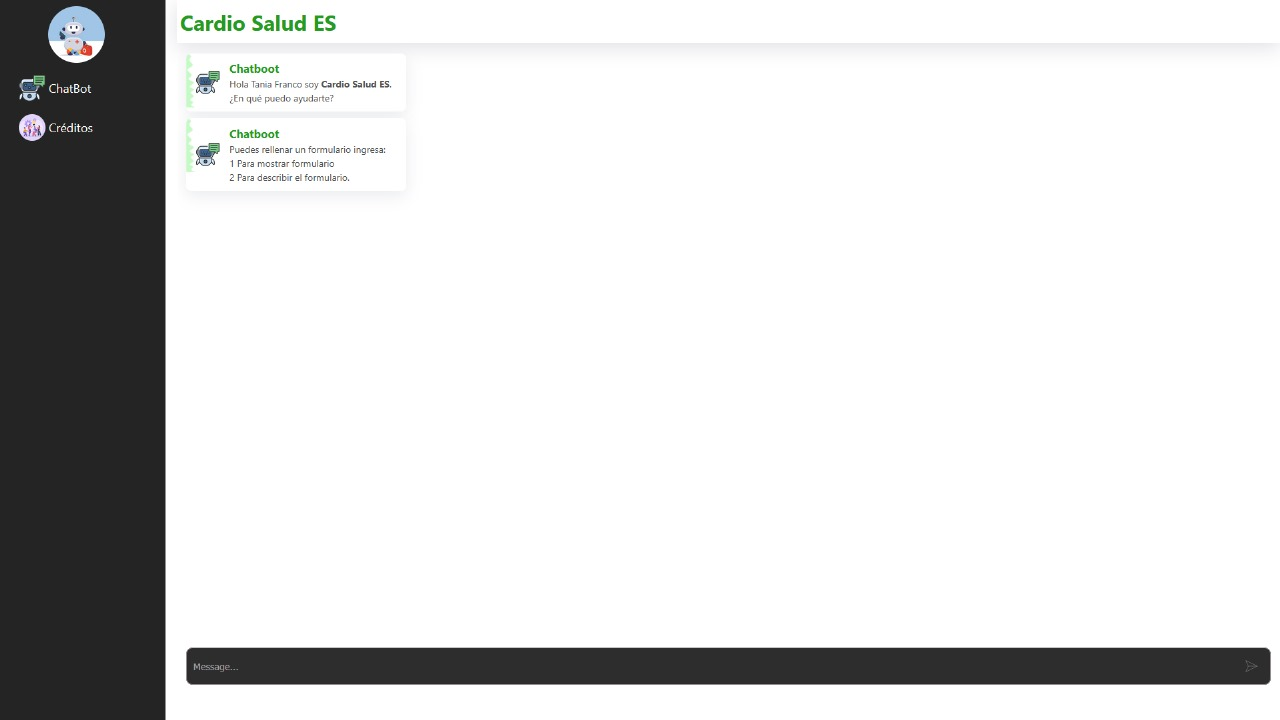 Cardio Salud ES
ChatBot
Créditos
Chatboot
Hola Tania Franco soy Cardio Salud ES.
¿En qué puedo ayudarte?
Chatboot
Puedes rellenar un formulario ingresa:
1 Para mostrar formulario
2 Para describir el formulario.
Message...